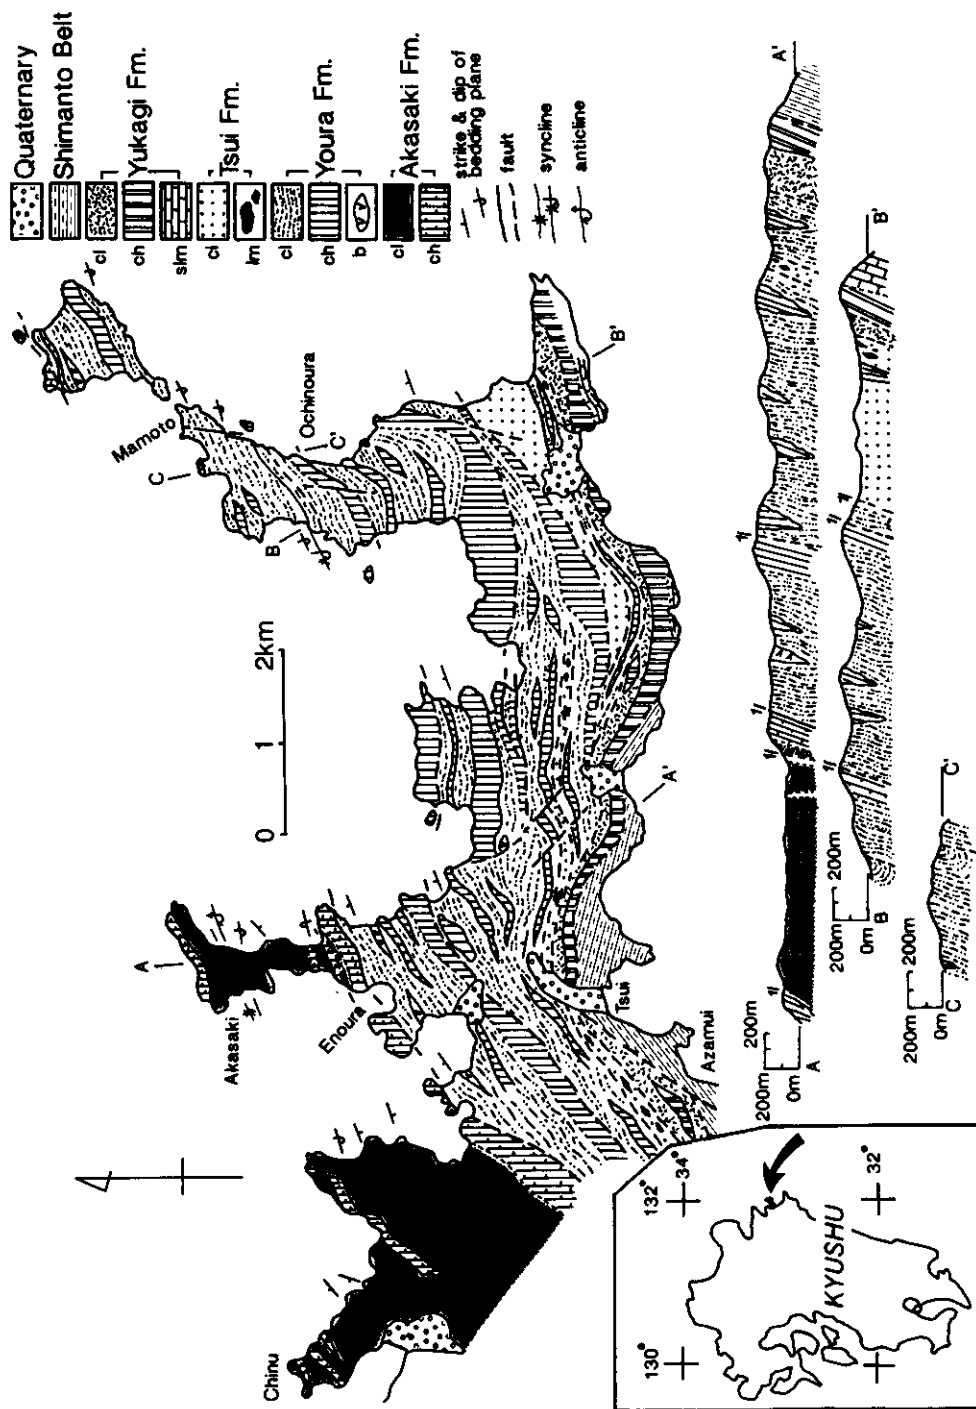 Quaternary
Shimanto Belt
cl
ch
slm
Yukagi Fm.
cl
lm
Tsui Fm.
cl
ch
b
Youra Fm.
cl
ch
Akasaki Fm.
strike & dip of
bedding plane
fault
syncline
anticline
Chinu
Akasaki
A
Enoura
Tsui
Azamui
A'
0 1 2km
Mamoto
C
B
Ochinoura
C'
B'
200m
0m
A
A'
200m
200m
0m
B
B'
200m
200m
0m
C
C'
200m
130°
132°
34°
32°
KYUSHU